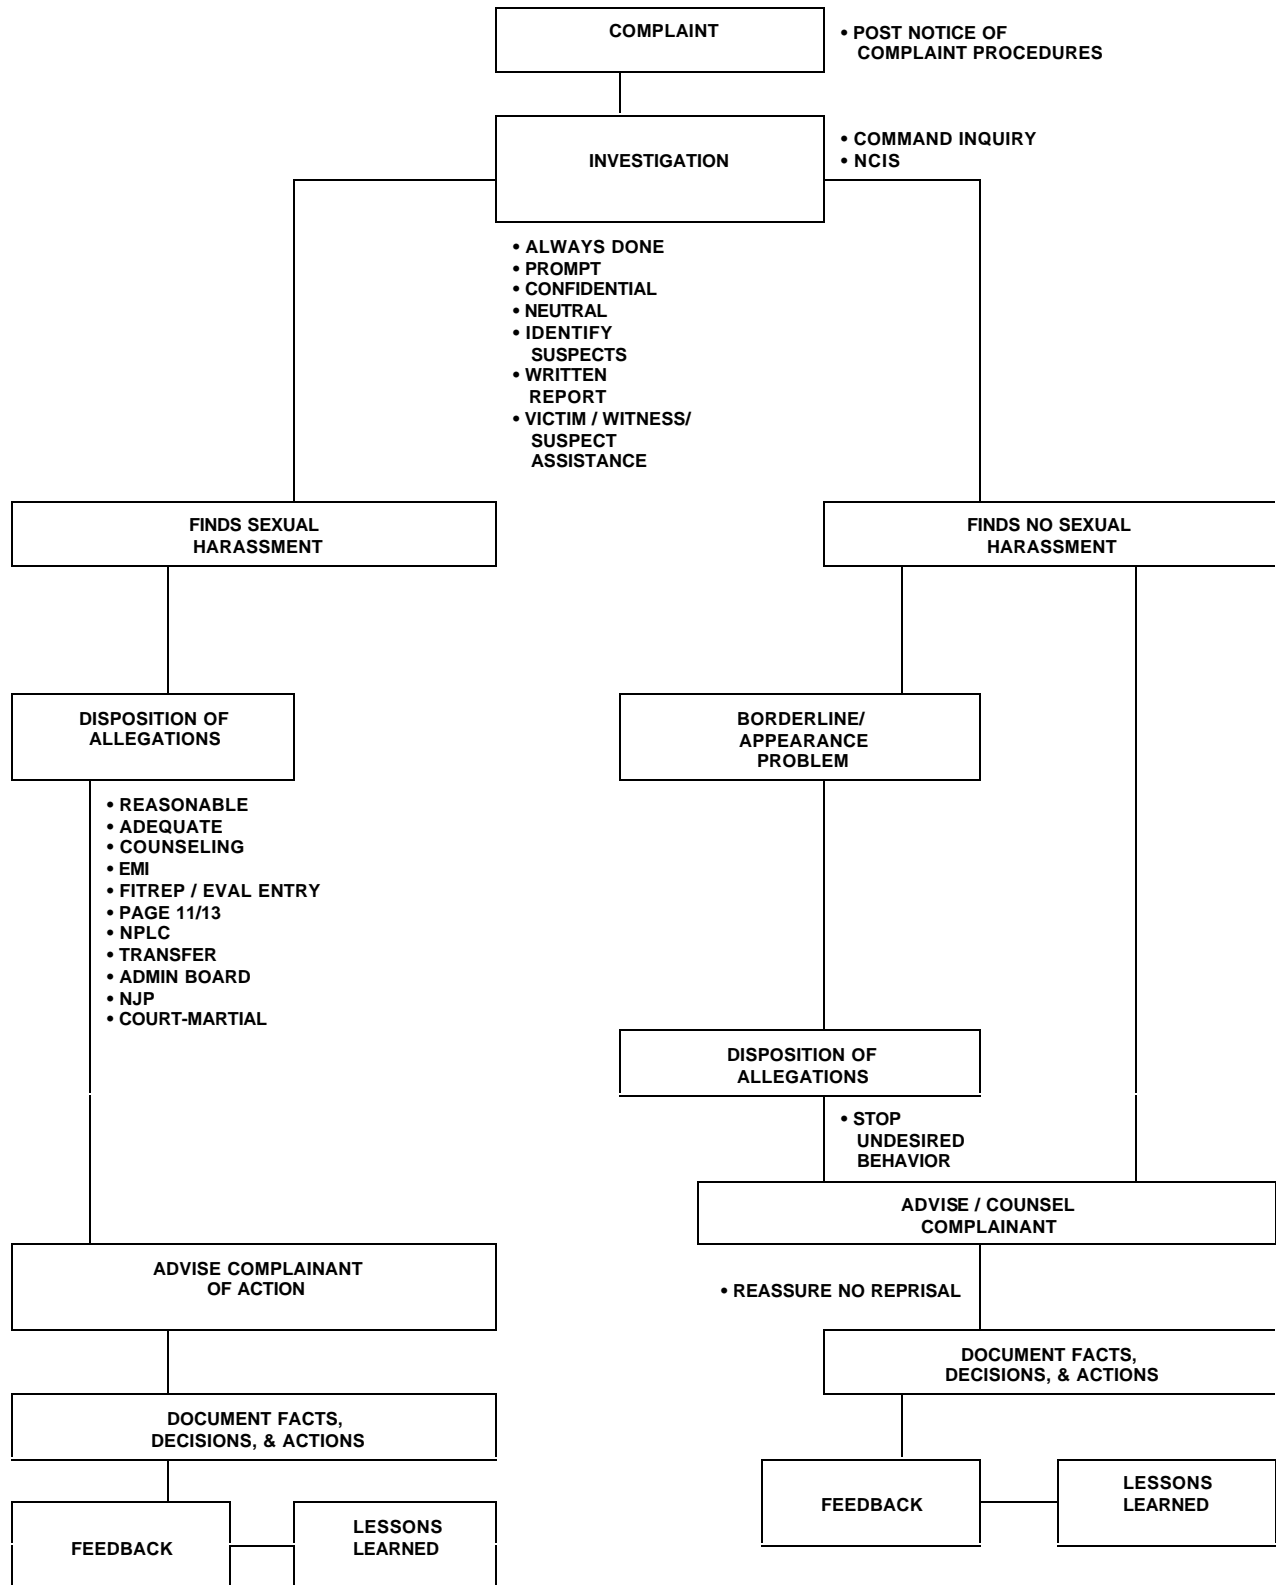 COMPLAINT
• POST NOTICE OF
COMPLAINT PROCEDURES
INVESTIGATION
• COMMAND INQUIRY
• NCIS
• ALWAYS DONE
• PROMPT
• CONFIDENTIAL
• NEUTRAL
• IDENTIFY
SUSPECTS
• WRITTEN
REPORT
• VICTIM / WITNESS/
SUSPECT
ASSISTANCE
FINDS SEXUAL
HARASSMENT
FINDS NO SEXUAL
HARASSMENT
DISPOSITION OF
ALLEGATIONS
BORDERLINE/
APPEARANCE
PROBLEM
• REASONABLE
• ADEQUATE
• COUNSELING
• EMI
• FITREP / EVAL ENTRY
• PAGE 11/13
• NPLC
• TRANSFER
• ADMIN BOARD
• NJP
• COURT-MARTIAL
DISPOSITION OF
ALLEGATIONS
• STOP
UNDESIRED
BEHAVIOR
ADVISE / COUNSEL
COMPLAINANT
ADVISE COMPLAINANT
OF ACTION
• REASSURE NO REPRISAL
DOCUMENT FACTS,
DECISIONS, & ACTIONS
DOCUMENT FACTS,
DECISIONS, & ACTIONS
FEEDBACK
LESSONS
LEARNED
FEEDBACK
LESSONS
LEARNED